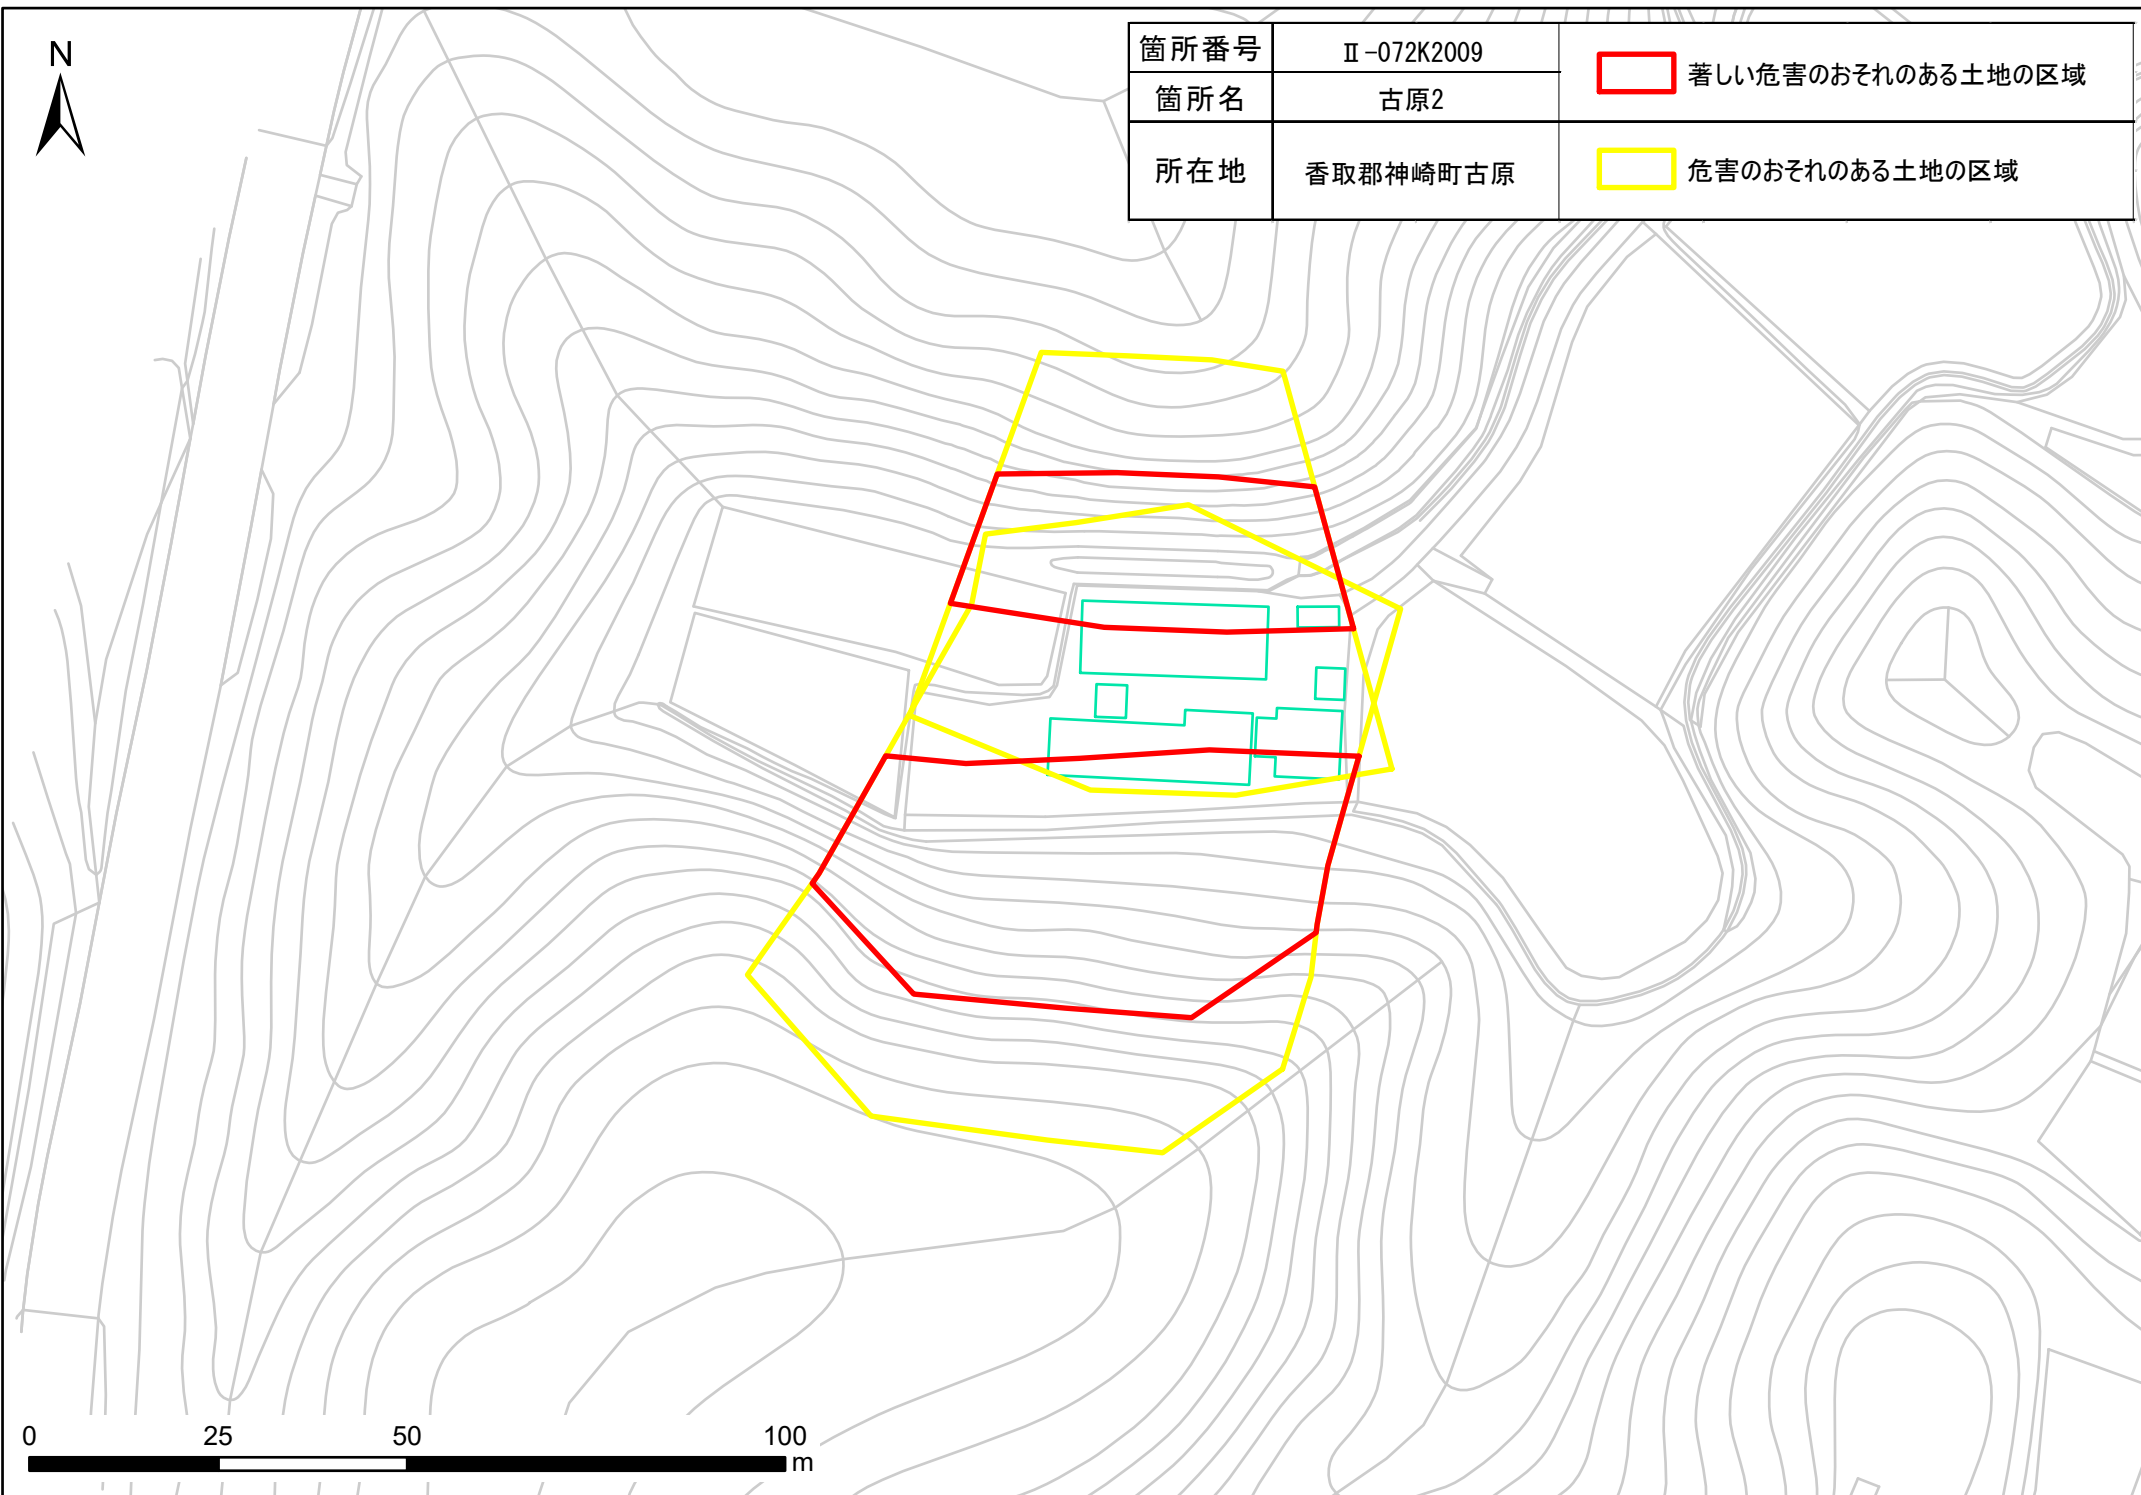 N
箇所番号 Ⅱ-072K2009
著しい危害のおそれのある土地の区域
箇所名 古原2
所在地 香取郡神崎町古原
危害のおそれのある土地の区域
0 25 50 100
m